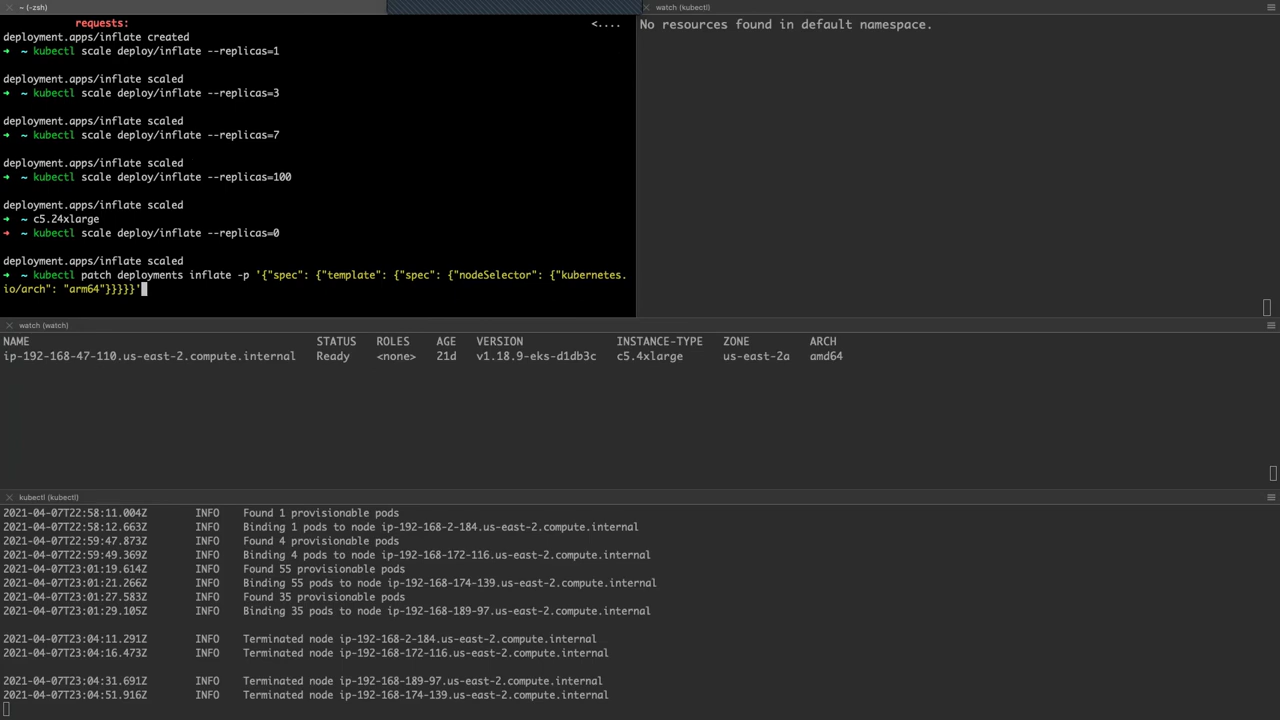 ~ (-zsh)
requests: <....
deployment.apps/inflate created
➜ ~ kubectl scale deploy/inflate --replicas=1
deployment.apps/inflate scaled
➜ ~ kubectl scale deploy/inflate --replicas=3
deployment.apps/inflate scaled
➜ ~ kubectl scale deploy/inflate --replicas=7
deployment.apps/inflate scaled
➜ ~ kubectl scale deploy/inflate --replicas=100
deployment.apps/inflate scaled
➜ ~ c5.24xlarge
➜ ~ kubectl scale deploy/inflate --replicas=0
deployment.apps/inflate scaled
➜ ~ kubectl patch deployments inflate -p '{"spec": {"template": {"spec": {"nodeSelector": {"kubernetes.
io/arch": "arm64"}}}}}'
watch (kubectl)
No resources found in default namespace.
watch (watch)
NAME STATUS ROLES AGE VERSION INSTANCE-TYPE ZONE ARCH
ip-192-168-47-110.us-east-2.compute.internal Ready <none> 21d v1.18.9-eks-d1db3c c5.4xlarge us-east-2a amd64
kubectl (kubectl)
2021-04-07T22:58:11.004Z INFO Found 1 provisionable pods
2021-04-07T22:58:12.663Z INFO Binding 1 pods to node ip-192-168-2-184.us-east-2.compute.internal
2021-04-07T22:59:47.873Z INFO Found 4 provisionable pods
2021-04-07T22:59:49.369Z INFO Binding 4 pods to node ip-192-168-172-116.us-east-2.compute.internal
2021-04-07T23:01:19.614Z INFO Found 55 provisionable pods
2021-04-07T23:01:21.266Z INFO Binding 55 pods to node ip-192-168-174-139.us-east-2.compute.internal
2021-04-07T23:01:27.583Z INFO Found 35 provisionable pods
2021-04-07T23:01:29.105Z INFO Binding 35 pods to node ip-192-168-189-97.us-east-2.compute.internal
2021-04-07T23:04:11.291Z INFO Terminated node ip-192-168-2-184.us-east-2.compute.internal
2021-04-07T23:04:16.473Z INFO Terminated node ip-192-168-172-116.us-east-2.compute.internal
2021-04-07T23:04:31.691Z INFO Terminated node ip-192-168-189-97.us-east-2.compute.internal
2021-04-07T23:04:51.916Z INFO Terminated node ip-192-168-174-139.us-east-2.compute.internal